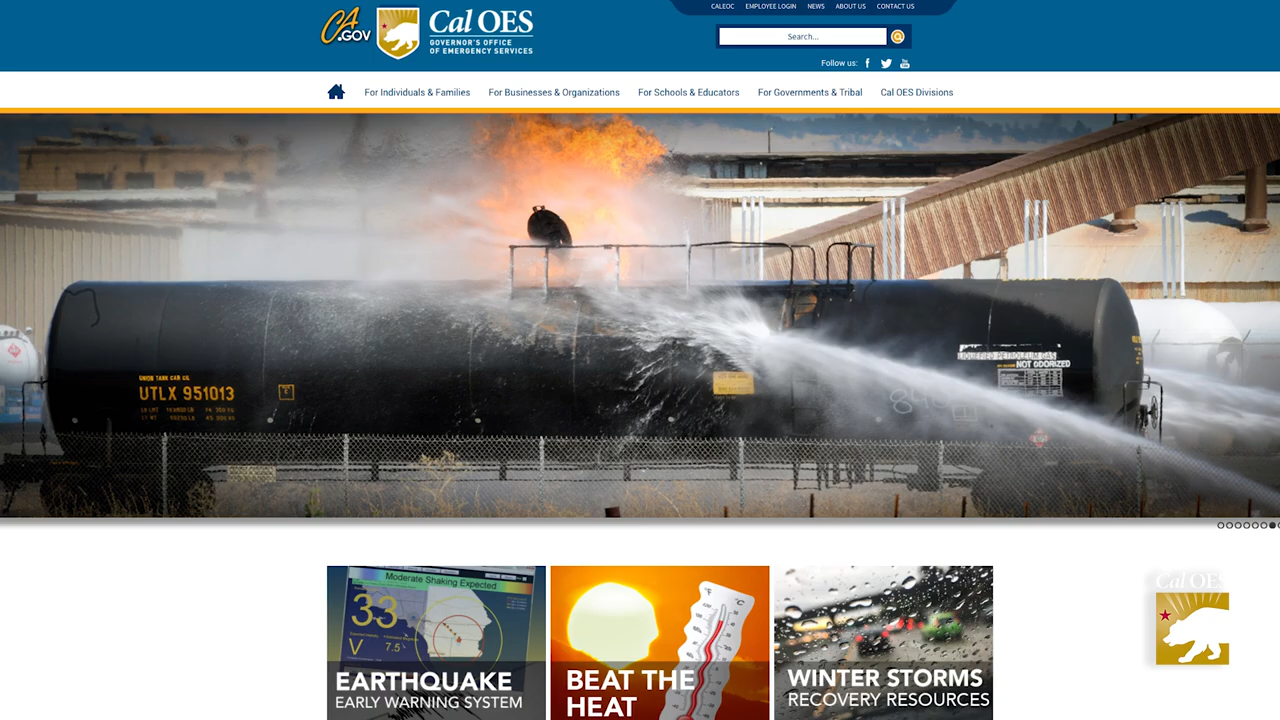 CALEOC EMPLOYEE LOGIN NEWS ABOUT US CONTACT US
CA.GOV
Cal OES
GOVERNOR'S OFFICE
OF EMERGENCY SERVICES
Search...
Follow us:
For Individuals & Families For Businesses & Organizations For Schools & Educators For Governments & Tribal Cal OES Divisions
UNION TANK CAR CO.
UTLX 951013
LIQUEFIED PETROLEUM GAS
NOT ODORIZED
Moderate Shaking Expected
33
V
7.5
EARTHQUAKE
EARLY WARNING SYSTEM
°F
°C
BEAT THE
HEAT
WINTER STORMS
RECOVERY RESOURCES
Cal OES